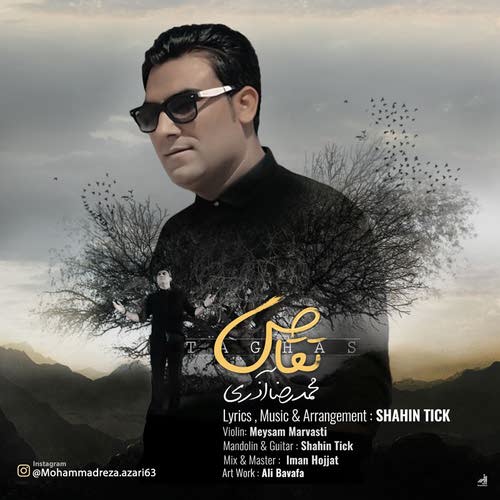 تقاص
TAGHAS
محمدرضا آذری
Lyrics , Music & Arrangement : SHAHIN TICK
Violin: Meysam Marvasti
Mandolin & Guitar : Shahin Tick
Mix & Master : Iman Hojjat
Art Work : Ali Bavafa
Instagram
@Mohammadreza.azari63